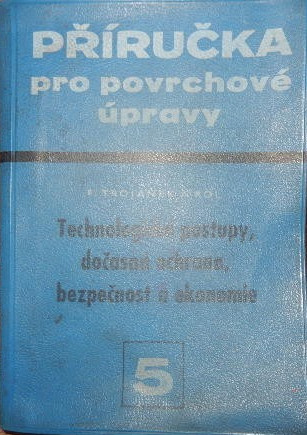 PŘÍRUČKA
pro povrchové
úpravy
Technologické postupy,
dočasná ochrana,
bezpečnost a ekonomie
5